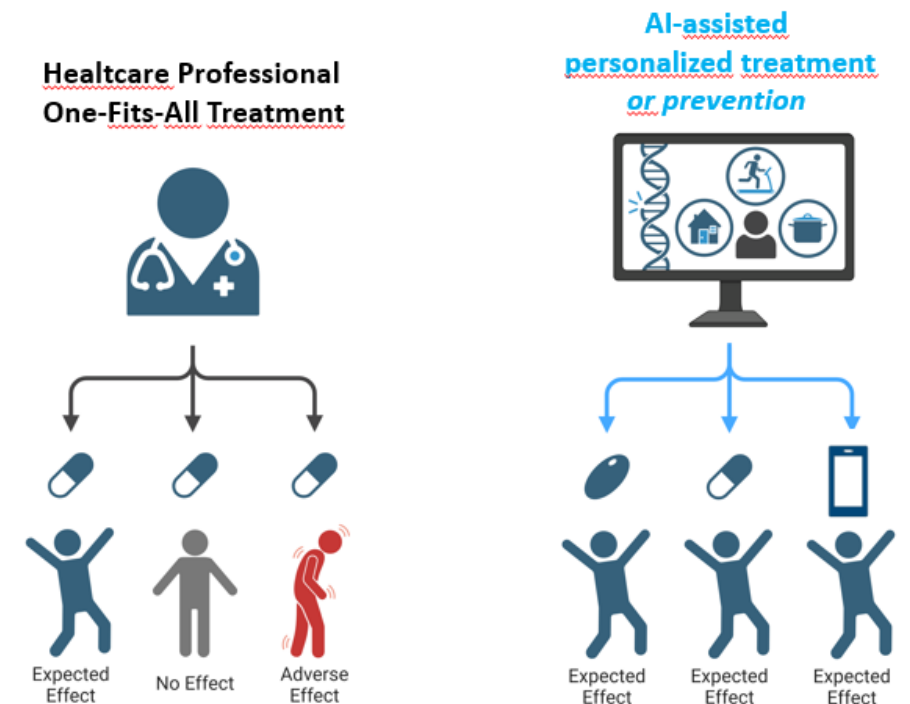 Healtcare Professional
One-Fits-All Treatment
AI-assisted
personalized treatment
or prevention
Expected
Effect
No Effect
Adverse
Effect
Expected
Effect
Expected
Effect
Expected
Effect